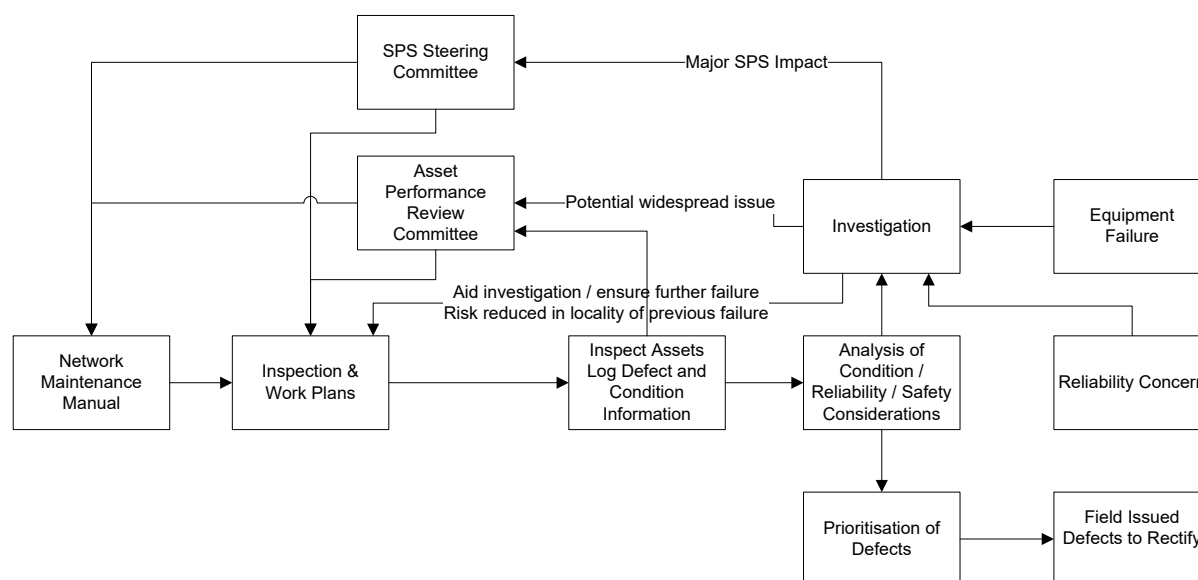 SPS Steering
Committee
Major SPS Impact
Asset
Performance
Review
Committee
Potential widespread issue
Investigation
Equipment
Failure
Aid investigation / ensure further failure
Risk reduced in locality of previous failure
Network
Maintenance
Manual
Inspection &
Work Plans
Inspect Assets
Log Defect and
Condition
Information
Analysis of
Condition /
Reliability / Safety
Considerations
Reliability Concern
Prioritisation of
Defects
Field Issued
Defects to Rectify